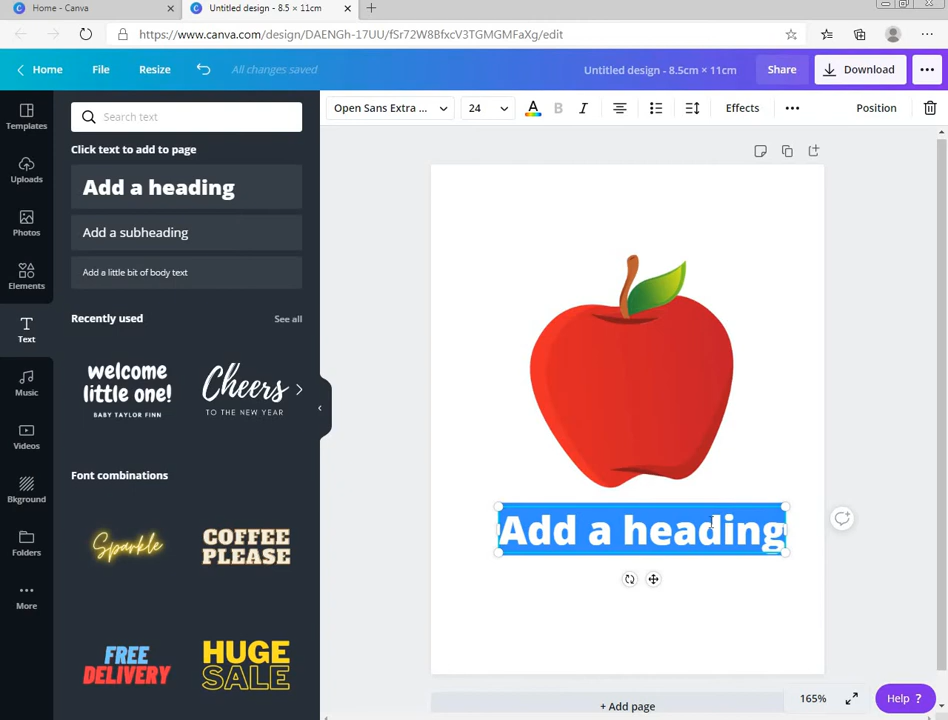 Home - Canva
Untitled design - 8.5 × 11cm
https://www.canva.com/design/DAENGh-17UU/fSr72W8BfxcV3TGMGMFaXg/edit
Home File Resize All changes saved Untitled design - 8.5cm × 11cm Share Download
Templates
Uploads
Photos
Elements
Text
Music
Videos
Bkground
Folders
More
Search text
Click text to add to page
Add a heading
Add a subheading
Add a little bit of body text
Recently used See all
welcome
little one!
BABY TAYLOR FINN
Cheers
TO THE NEW YEAR
Font combinations
Sparkle
COFFEE
PLEASE
FREE
DELIVERY
HUGE
SALE
Open Sans Extra ... 24 A B I Effects Position
Add a heading
+ Add page
165%
Help ?